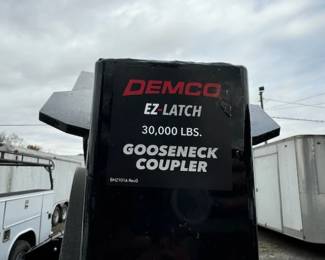 DEMCO
EZ-LATCH
30,000 LBS.
GOOSENECK
COUPLER